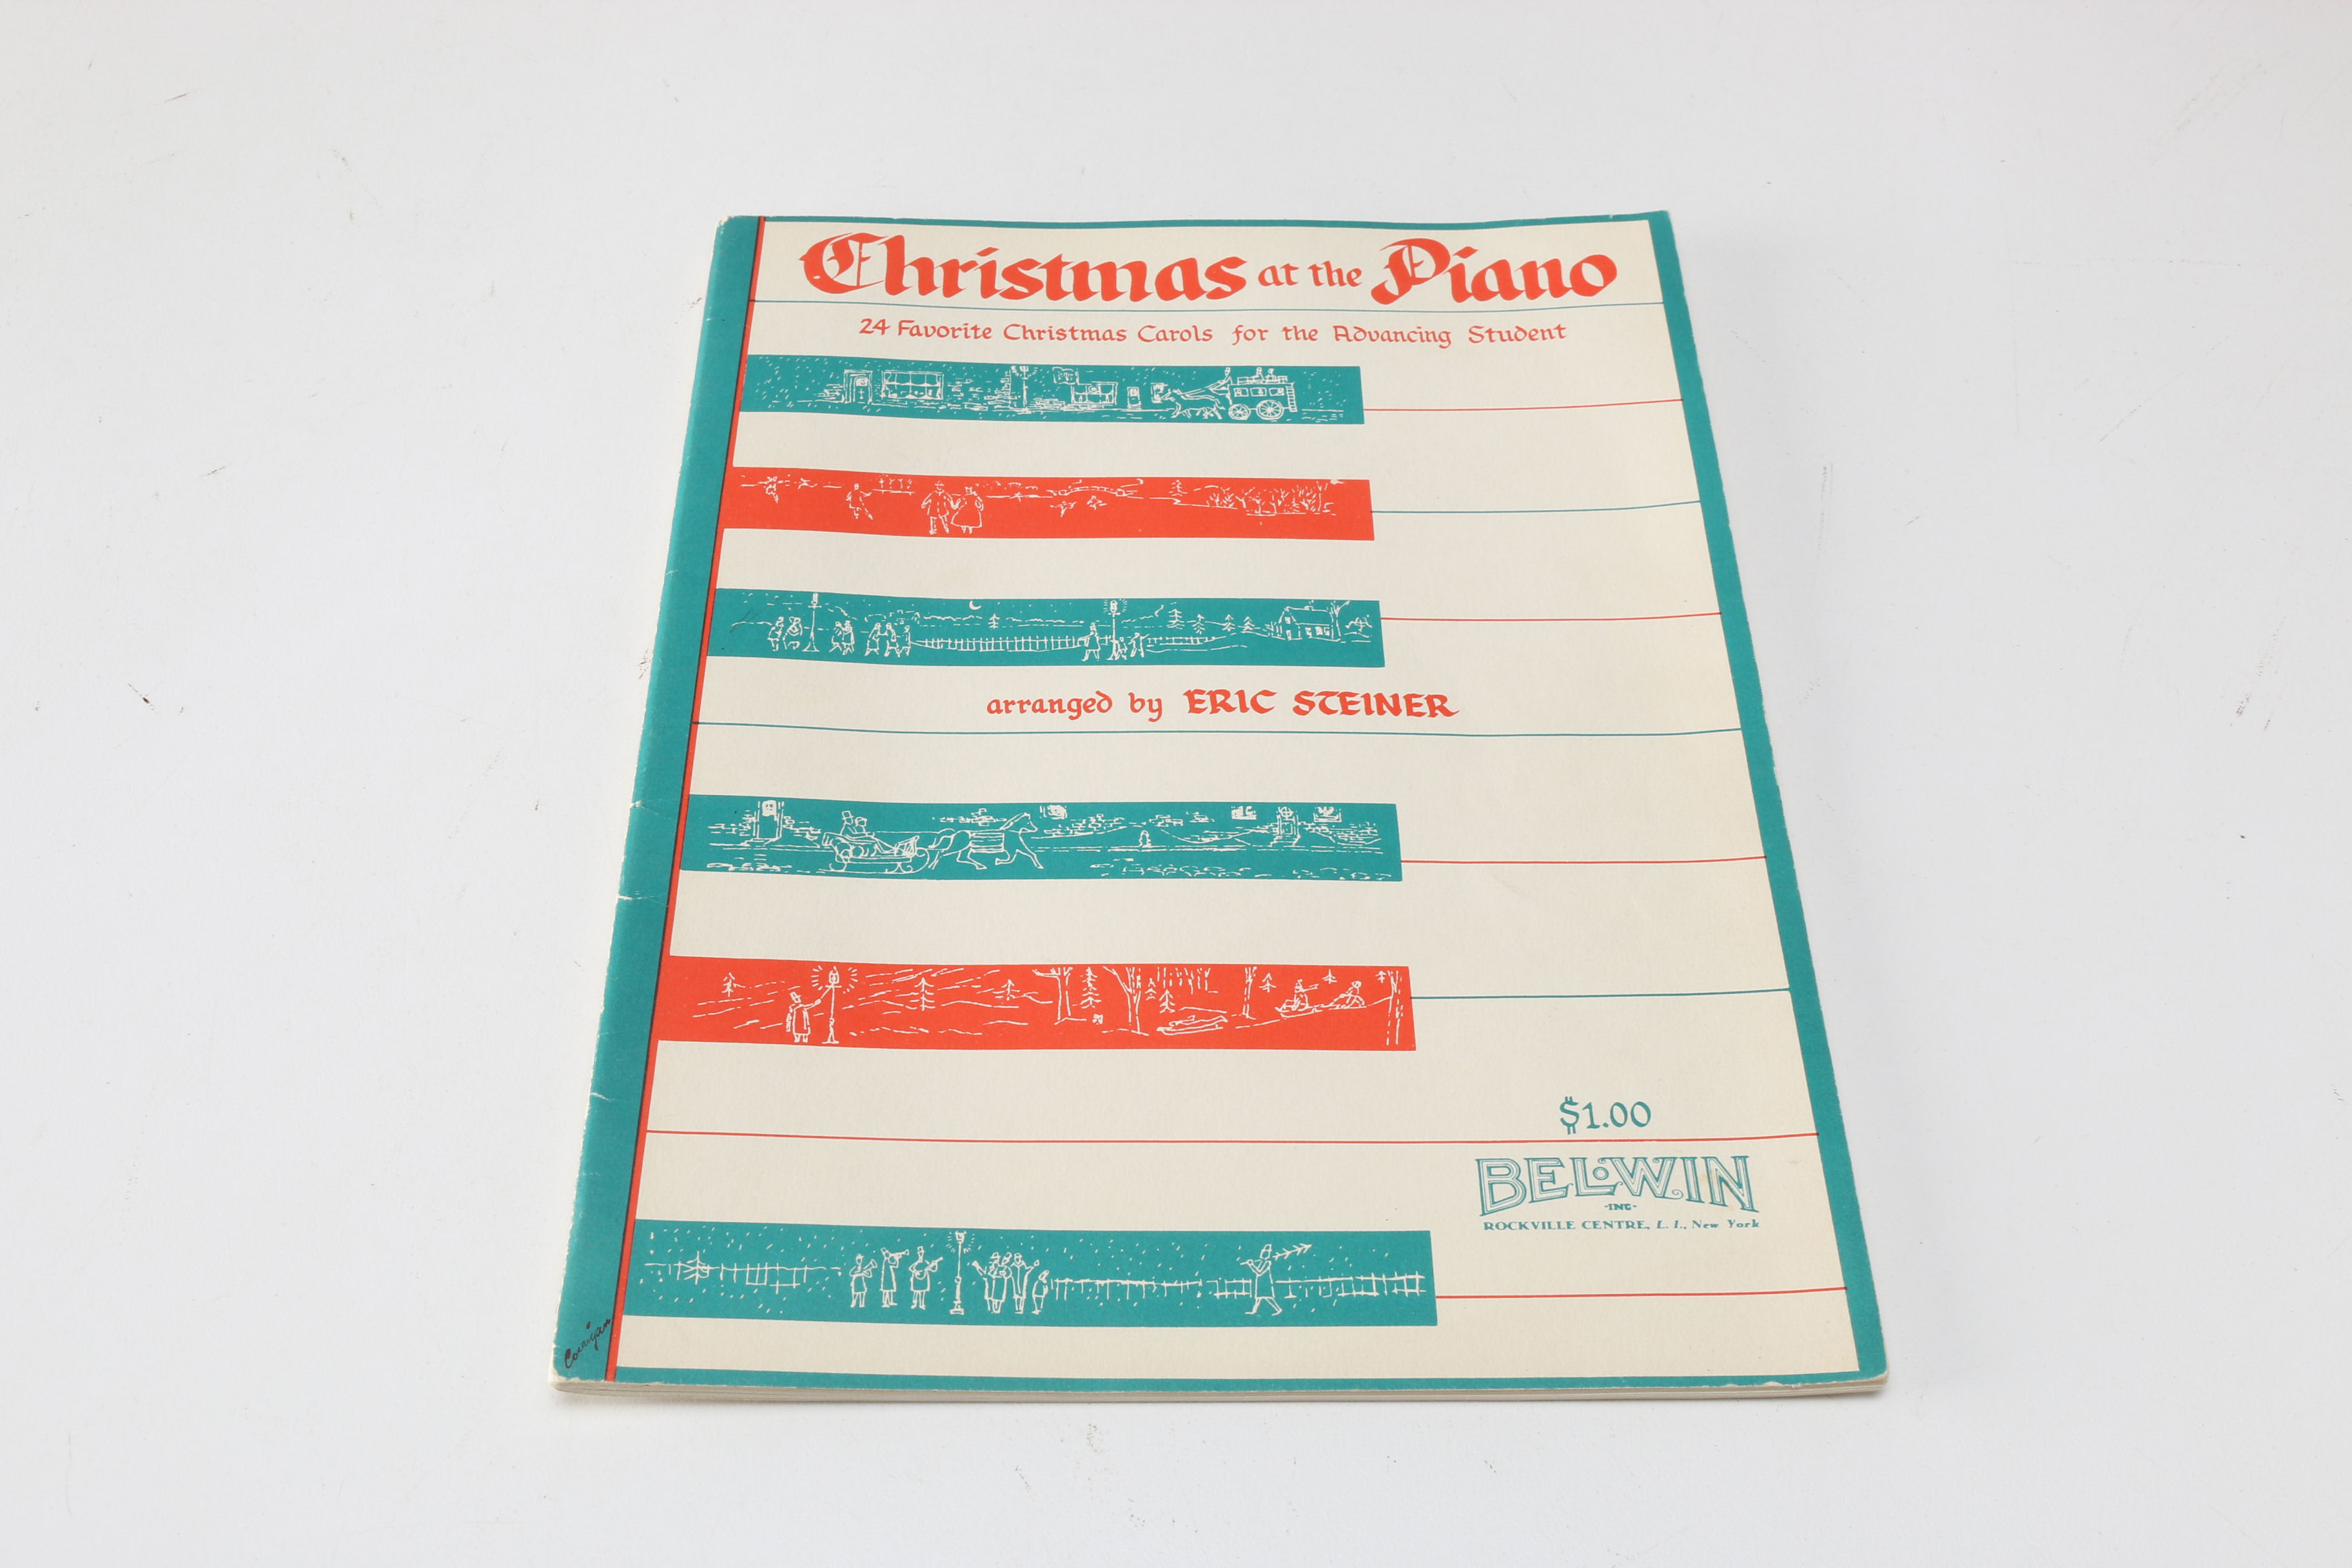 Christmas at the Piano
24 Favorite Christmas Carols for the Advancing Student
arranged by ERIC STEINER
$1.00
BELWIN
-INC-
ROCKVILLE CENTRE, L. I., New York
Corrigan